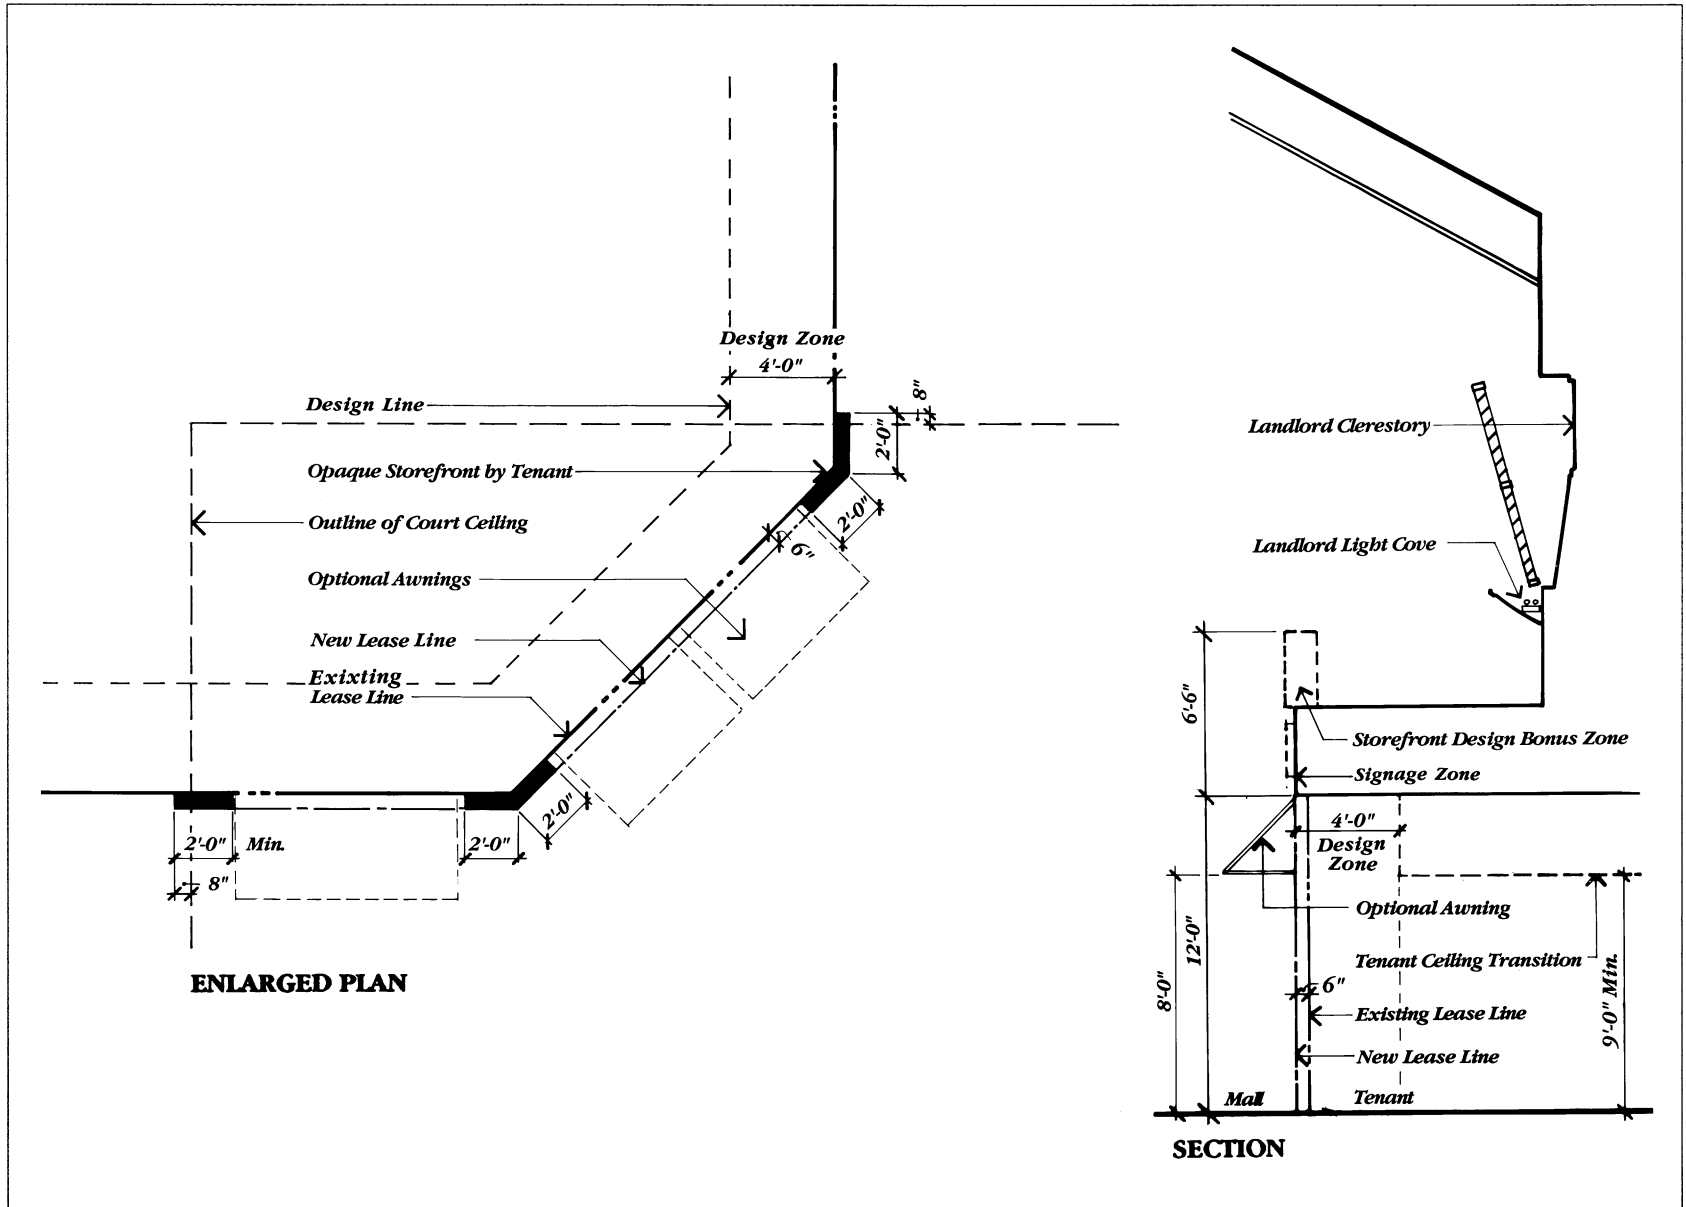 Design Zone
4'-0"
8"
Design Line
2'-0"
Opaque Storefront by Tenant
2'-0"
Outline of Court Ceiling
6"
Optional Awnings
New Lease Line
Exixting
Lease Line
2'-0"
2'-0" Min.
2'-0"
8"
ENLARGED PLAN
Landlord Clerestory
Landlord Light Cove
6'-6"
Storefront Design Bonus Zone
Signage Zone
4'-0"
Design
Zone
Optional Awning
12'-0"
Tenant Ceiling Transition
8'-0"
6"
9'-0" Min.
Existing Lease Line
New Lease Line
Mall
Tenant
SECTION